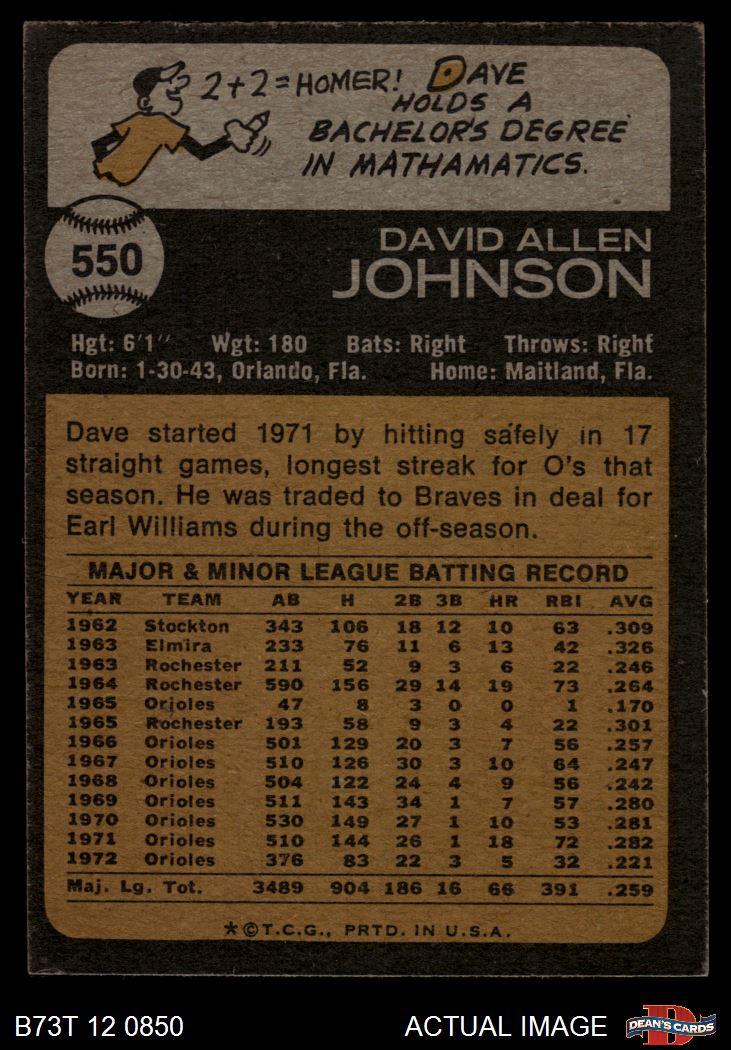 2+2=HOMER! DAVE
HOLDS A
BACHELOR'S DEGREE
IN MATHAMATICS.
550
DAVID ALLEN
JOHNSON
Hgt: 6'1" Wgt: 180 Bats: Right Throws: Right
Born: 1-30-43, Orlando, Fla. Home: Maitland, Fla.
Dave started 1971 by hitting safely in 17
straight games, longest streak for O's that
season. He was traded to Braves in deal for
Earl Williams during the off-season.
MAJOR & MINOR LEAGUE BATTING RECORD
YEAR TEAM AB H 2B 3B HR RBI AVG
1962 Stockton 343 106 18 12 10 63 .309
1963 Elmira 233 76 11 6 13 42 .326
1963 Rochester 211 52 9 3 6 22 .246
1964 Rochester 590 156 29 14 19 73 .264
1965 Orioles 47 8 3 0 0 1 .170
1965 Rochester 193 58 9 3 4 22 .301
1966 Orioles 501 129 20 3 7 56 .257
1967 Orioles 510 126 30 3 10 64 .247
1968 Orioles 504 122 24 4 9 56 .242
1969 Orioles 511 143 34 1 7 57 .280
1970 Orioles 530 149 27 1 10 53 .281
1971 Orioles 510 144 26 1 18 72 .282
1972 Orioles 376 83 22 3 5 32 .221
Maj. Lg. Tot. 3489 904 186 16 66 391 .259
*©T.C.G., PRTD. IN U.S.A.
B73T 12 0850 ACTUAL IMAGE D DEAN'S CARDS